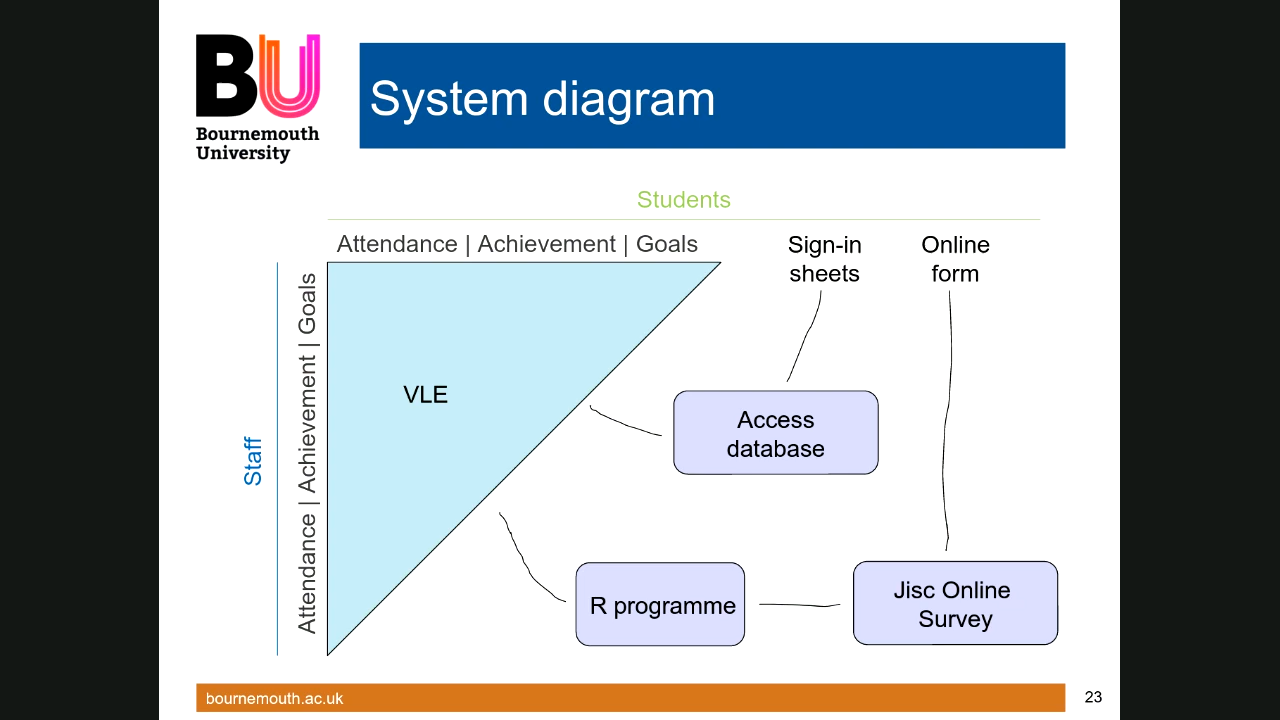 BU
Bournemouth
University
System diagram
Students
Attendance | Achievement | Goals
Sign-in
sheets
Online
form
Staff
Attendance | Achievement | Goals
VLE
Access
database
R programme
Jisc Online
Survey
bournemouth.ac.uk
23